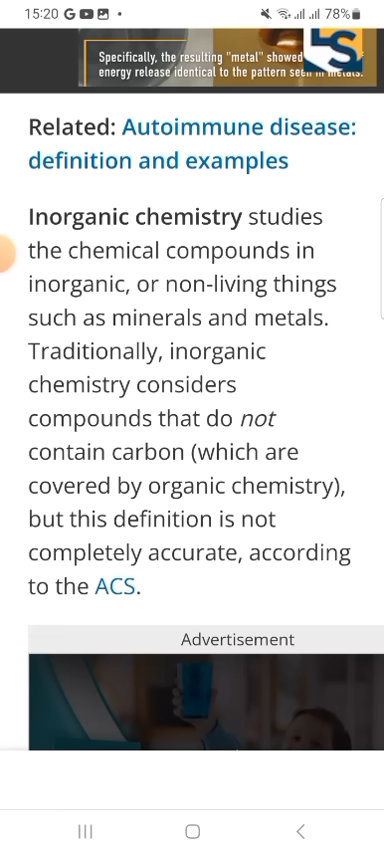 15:20 G
78%
Specifically, the resulting "metal" showed
energy release identical to the pattern seen in metals.
LS
Related: Autoimmune disease:
definition and examples
Inorganic chemistry studies
the chemical compounds in
inorganic, or non-living things
such as minerals and metals.
Traditionally, inorganic
chemistry considers
compounds that do not
contain carbon (which are
covered by organic chemistry),
but this definition is not
completely accurate, according
to the ACS.
Advertisement